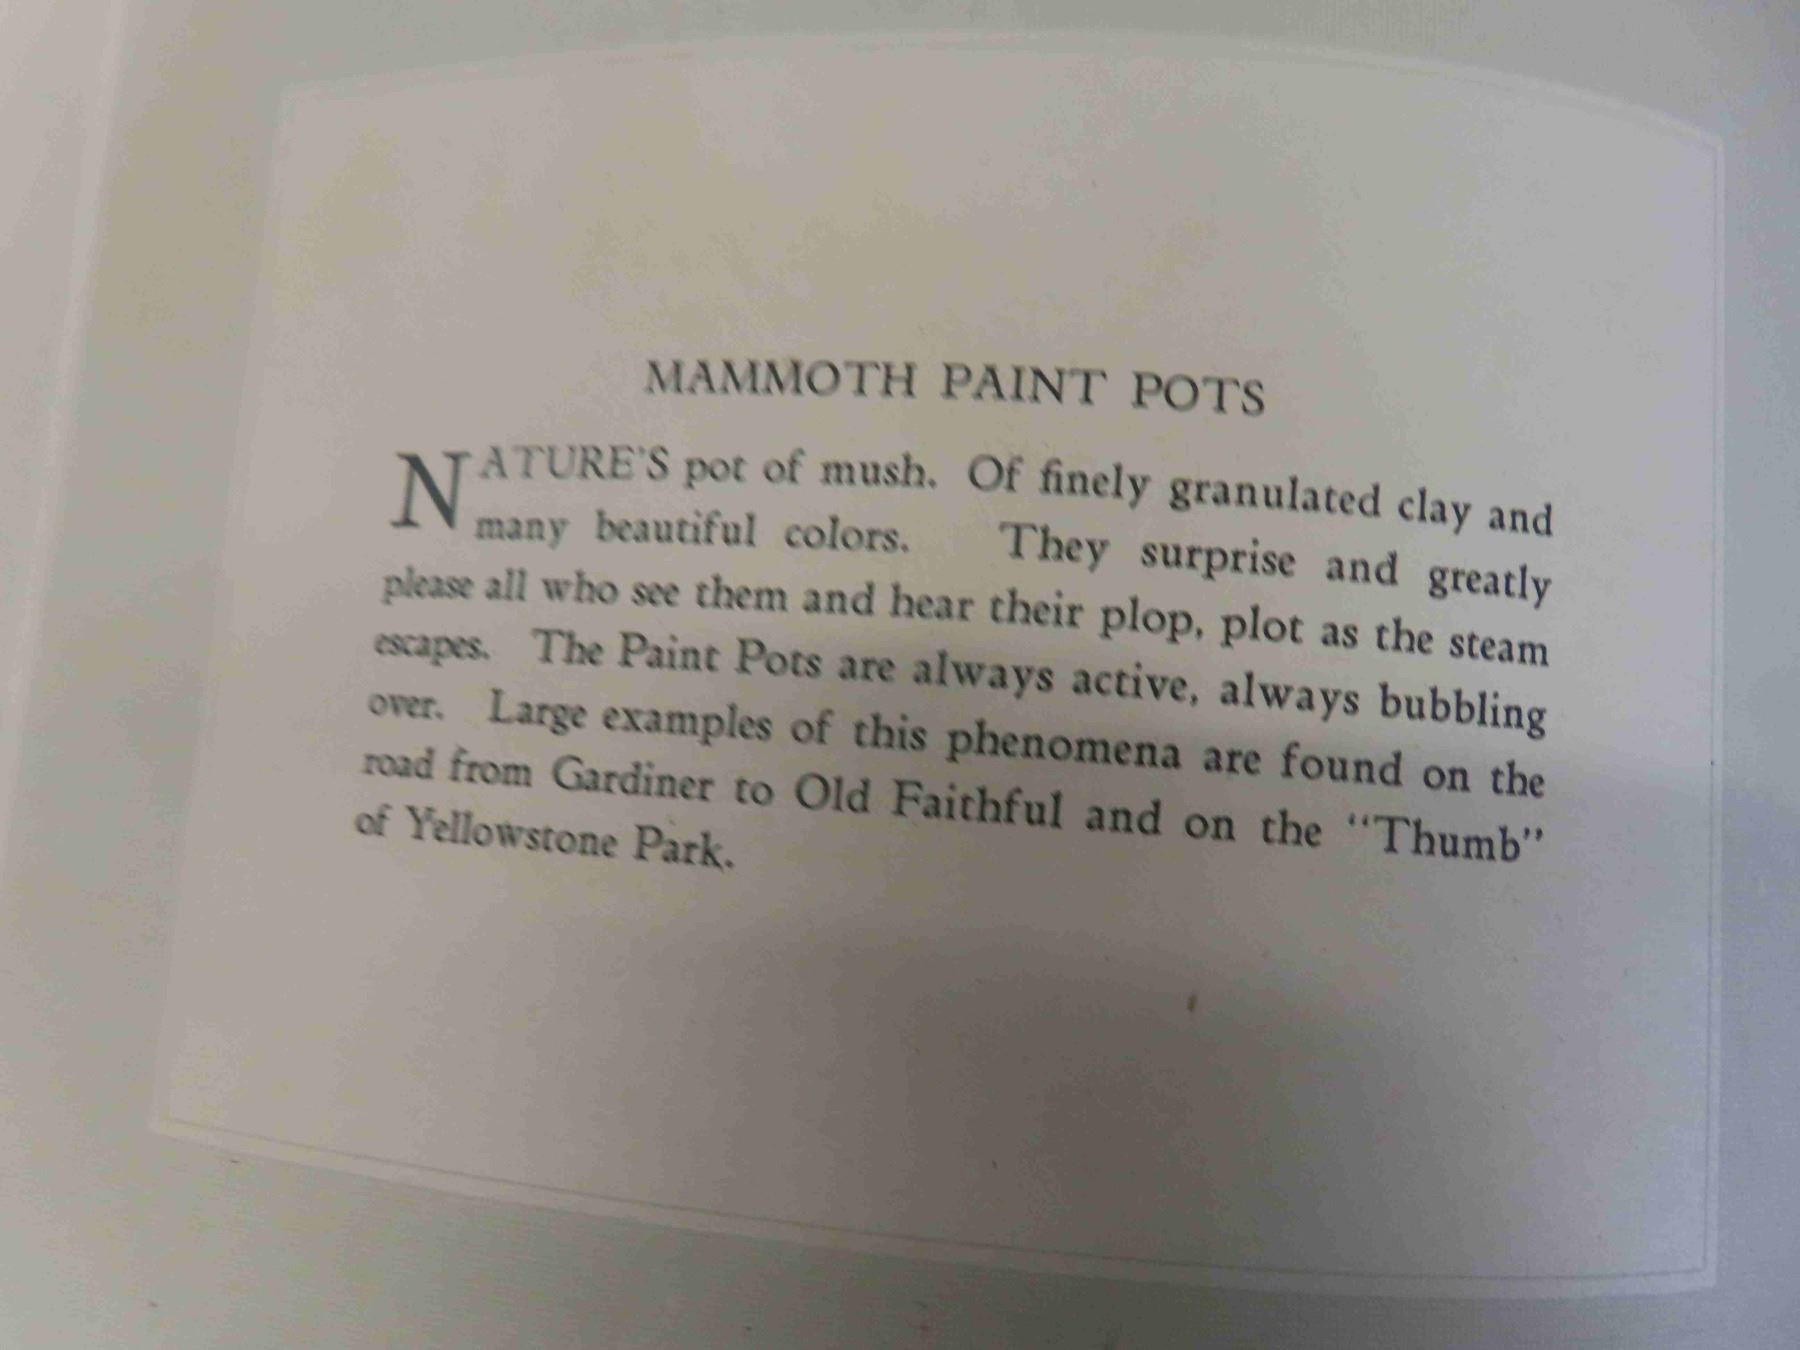 MAMMOTH PAINT POTS
NATURE'S pot of mush. Of finely granulated clay and
many beautiful colors. They surprise and greatly
please all who see them and hear their plop, plot as the steam
escapes. The Paint Pots are always active, always bubbling
over. Large examples of this phenomena are found on the
road from Gardiner to Old Faithful and on the “Thumb”
of Yellowstone Park.